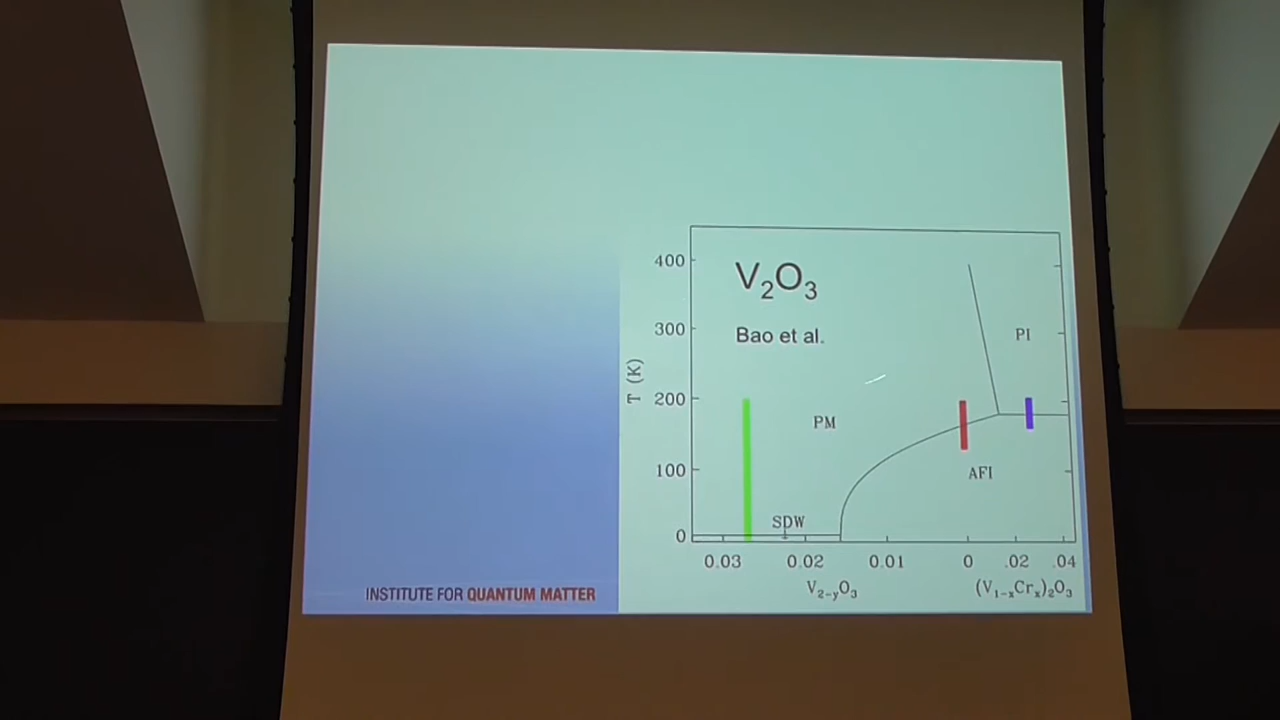 V₂O₃
Bao et al.
400
300
200
100
0
T (K)
PI
PM
AFI
SDW
0.03 0.02 0.01 0 .02 .04
V₂₋yO₃ (V₁₋ₓCrₓ)₂O₃
INSTITUTE FOR QUANTUM MATTER